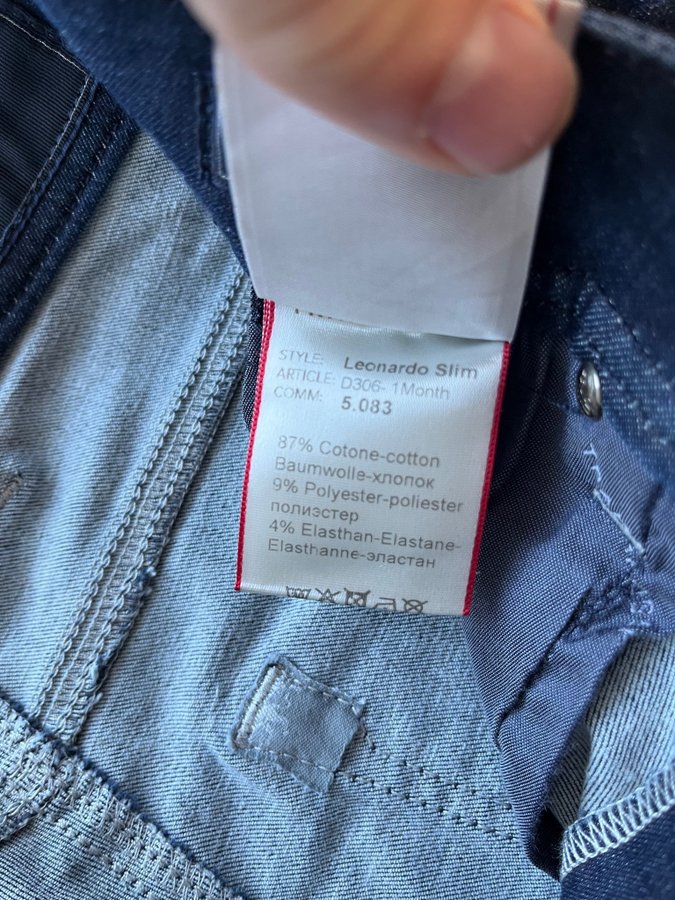 STYLE: Leonardo Slim
ARTICLE: D306- 1Month
COMM: 5.083
87% Cotone-cotton
Baumwolle-хлопок
9% Polyester-poliester
полиэстер
4% Elasthan-Elastane-
Elasthanne-эластан